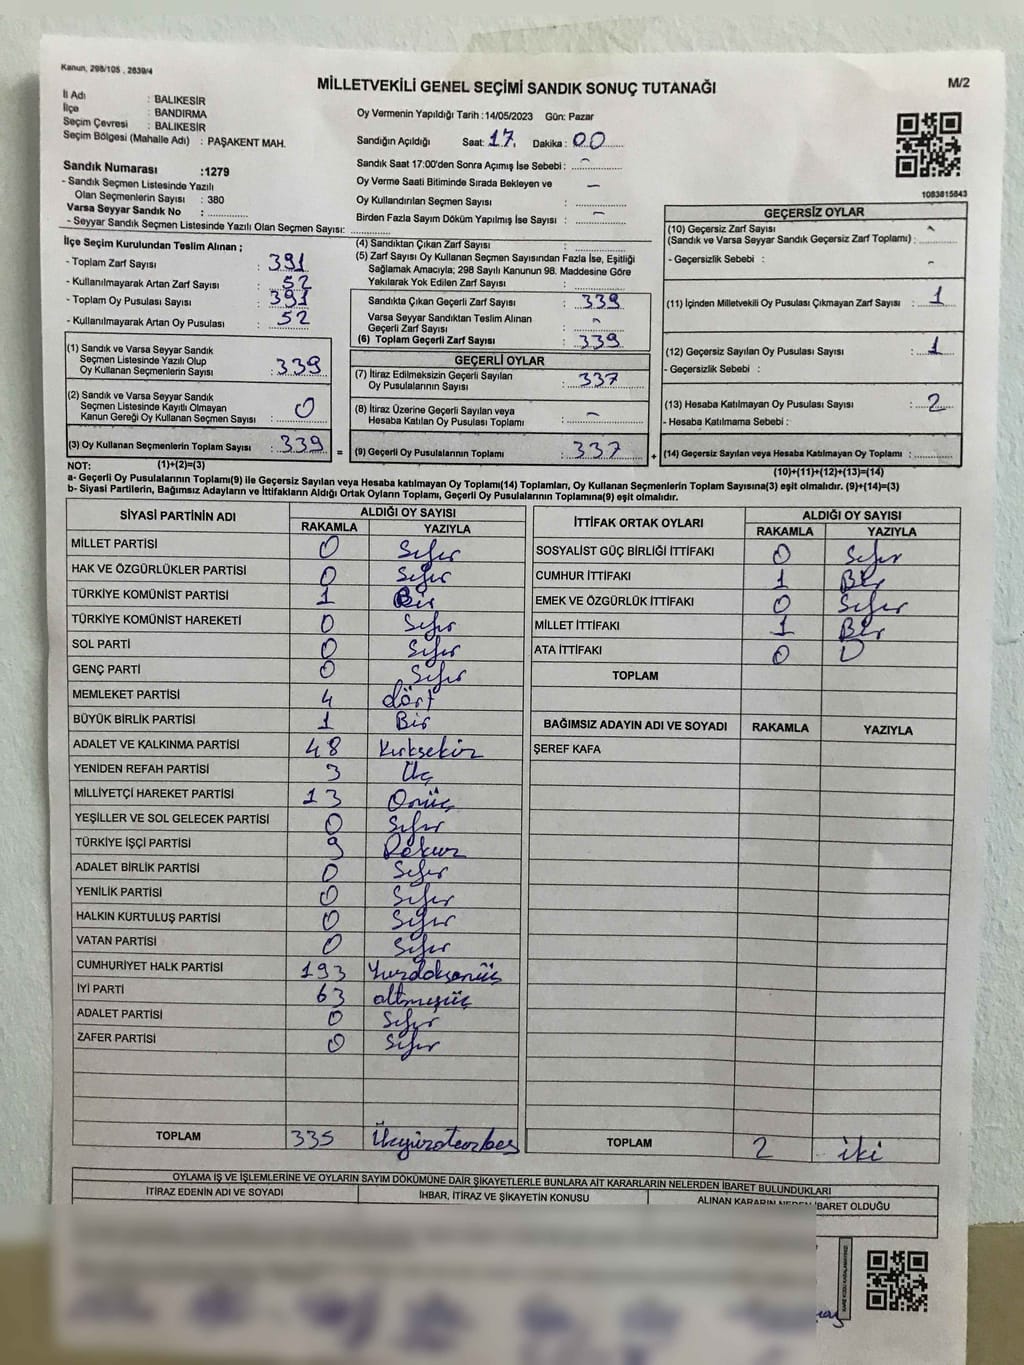 Kanun, 298/105 , 2839/4
MİLLETVEKİLİ GENEL SEÇİMİ SANDIK SONUÇ TUTANAĞI
M/2
İl Adı : BALIKESİR
İlçe : BANDIRMA
Seçim Çevresi : BALIKESİR
Seçim Bölgesi (Mahalle Adı) : PAŞAKENT MAH.
Sandık Numarası :1279
- Sandık Seçmen Listesinde Yazılı
Olan Seçmenlerin Sayısı : 380
Varsa Seyyar Sandık No :
- Seyyar Sandık Seçmen Listesinde Yazılı Olan Seçmen Sayısı:
Oy Vermenin Yapıldığı Tarih :14/05/2023 Gün: Pazar
Sandığın Açıldığı Saat: 17. Dakika : 00
Sandık Saat 17:00'den Sonra Açımış İse Sebebi : -
Oy Verme Saati Bitiminde Sırada Bekleyen ve -
Oy Kullandırılan Seçmen Sayısı :
Birden Fazla Sayım Döküm Yapılmış İse Sayısı : -
1083815843
İlçe Seçim Kurulundan Teslim Alınan ;
- Toplam Zarf Sayısı : 391
- Kullanılmayarak Artan Zarf Sayısı : 52
- Toplam Oy Pusulası Sayısı : 391
- Kullanılmayarak Artan Oy Pusulası : 52
(1) Sandık ve Varsa Seyyar Sandık
Seçmen Listesinde Yazılı Olup
Oy Kullanan Seçmenlerin Sayısı : 339
(2) Sandık ve Varsa Seyyar Sandık
Seçmen Listesinde Kayıtlı Olmayan
Kanun Gereği Oy Kullanan Seçmen Sayısı : 0
(3) Oy Kullanan Seçmenlerin Toplam Sayısı : 339 =
(4) Sandıktan Çıkan Zarf Sayısı :
(5) Zarf Sayısı Oy Kullanan Seçmen Sayısından Fazla İse, Eşitliği
Sağlamak Amacıyla; 298 Sayılı Kanunun 98. Maddesine Göre
Yakılarak Yok Edilen Zarf Sayısı :
Sandıkta Çıkan Geçerli Zarf Sayısı : 339
Varsa Seyyar Sandıktan Teslim Alınan
Geçerli Zarf Sayısı : -
(6) Toplam Geçerli Zarf Sayısı : 339
GEÇERLİ OYLAR
(7) İtiraz Edilmeksizin Geçerli Sayılan
Oy Pusulalarının Sayısı : 337
(8) İtiraz Üzerine Geçerli Sayılan veya
Hesaba Katılan Oy Pusulası Toplamı : -
(9) Geçerli Oy Pusulalarının Toplamı : 337 +
GEÇERSİZ OYLAR
(10) Geçersiz Zarf Sayısı -
(Sandık ve Varsa Seyyar Sandık Geçersiz Zarf Toplamı) :
- Geçersizlik Sebebi : -
(11) İçinden Milletvekili Oy Pusulası Çıkmayan Zarf Sayısı : 1
(12) Geçersiz Sayılan Oy Pusulası Sayısı : 1
- Geçersizlik Sebebi :
(13) Hesaba Katılmayan Oy Pusulası Sayısı : 2
- Hesaba Katılmama Sebebi :
(14) Geçersiz Sayılan veya Hesaba Katılmayan Oy Toplamı :
NOT: (1)+(2)=(3) (10)+(11)+(12)+(13)=(14)
a- Geçerli Oy Pusulalarının Toplamı(9) ile Geçersiz Sayılan veya Hesaba katılmayan Oy Toplamı(14) Toplamları, Oy Kullanan Seçmenlerin Toplam Sayısına(3) eşit olmalıdır. (9)+(14)=(3)
b- Siyasi Partilerin, Bağımsız Adayların ve İttifakların Aldığı Ortak Oyların Toplamı, Geçerli Oy Pusulalarının Toplamına(9) eşit olmalıdır.
SİYASİ PARTİNİN ADI ALDIĞI OY SAYISI
RAKAMLA YAZIYLA
MİLLET PARTİSİ 0 Sıfır
HAK VE ÖZGÜRLÜKLER PARTİSİ 0 Sıfır
TÜRKİYE KOMÜNİST PARTİSİ 1 Bir
TÜRKİYE KOMÜNİST HAREKETİ 0 Sıfır
SOL PARTİ 0 Sıfır
GENÇ PARTİ 0 Sıfır
MEMLEKET PARTİSİ 4 dört
BÜYÜK BİRLİK PARTİSİ 1 Bir
ADALET VE KALKINMA PARTİSİ 48 Kırksekiz
YENİDEN REFAH PARTİSİ 3 Üç
MİLLİYETÇİ HAREKET PARTİSİ 13 Onüç
YEŞİLLER VE SOL GELECEK PARTİSİ 0 Sıfır
TÜRKİYE İŞÇİ PARTİSİ 9 Dokuz
ADALET BİRLİK PARTİSİ 0 Sıfır
YENİLİK PARTİSİ 0 Sıfır
HALKIN KURTULUŞ PARTİSİ 0 Sıfır
VATAN PARTİSİ 0 Sıfır
CUMHURİYET HALK PARTİSİ 193 Yüzdoksanüç
İYİ PARTİ 63 altmışüç
ADALET PARTİSİ 0 Sıfır
ZAFER PARTİSİ 0 Sıfır
TOPLAM 335 Üçyüzotuzbeş
İTTİFAK ORTAK OYLARI ALDIĞI OY SAYISI
RAKAMLA YAZIYLA
SOSYALİST GÜÇ BİRLİĞİ İTTİFAKI 0 Sıfır
CUMHUR İTTİFAKI 1 Bir
EMEK VE ÖZGÜRLÜK İTTİFAKI 0 Sıfır
MİLLET İTTİFAKI 1 Bir
ATA İTTİFAKI 0 0
TOPLAM
BAĞIMSIZ ADAYIN ADI VE SOYADI RAKAMLA YAZIYLA
ŞEREF KAFA
TOPLAM 2 iki
OYLAMA İŞ VE İŞLEMLERİNE VE OYLARIN SAYIM DÖKÜMÜNE DAİR ŞİKAYETLERLE BUNLARA AİT KARARLARIN NELERDEN İBARET BULUNDUKLARI
İTİRAZ EDENİN ADI VE SOYADI İHBAR, İTİRAZ VE ŞİKAYETİN KONUSU ALINAN KARARIN NEDEN İBARET OLDUĞU